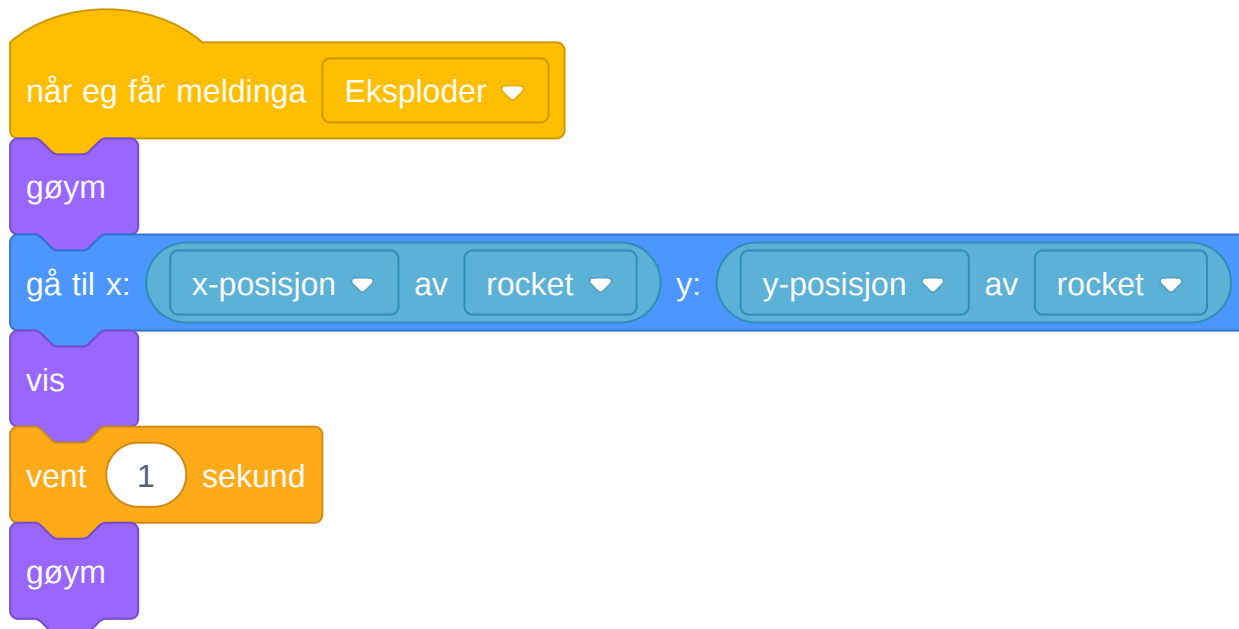 når eg får meldinga Eksploder
gøym
gå til x: x-posisjon av rocket y: y-posisjon av rocket
vis
vent 1 sekund
gøym